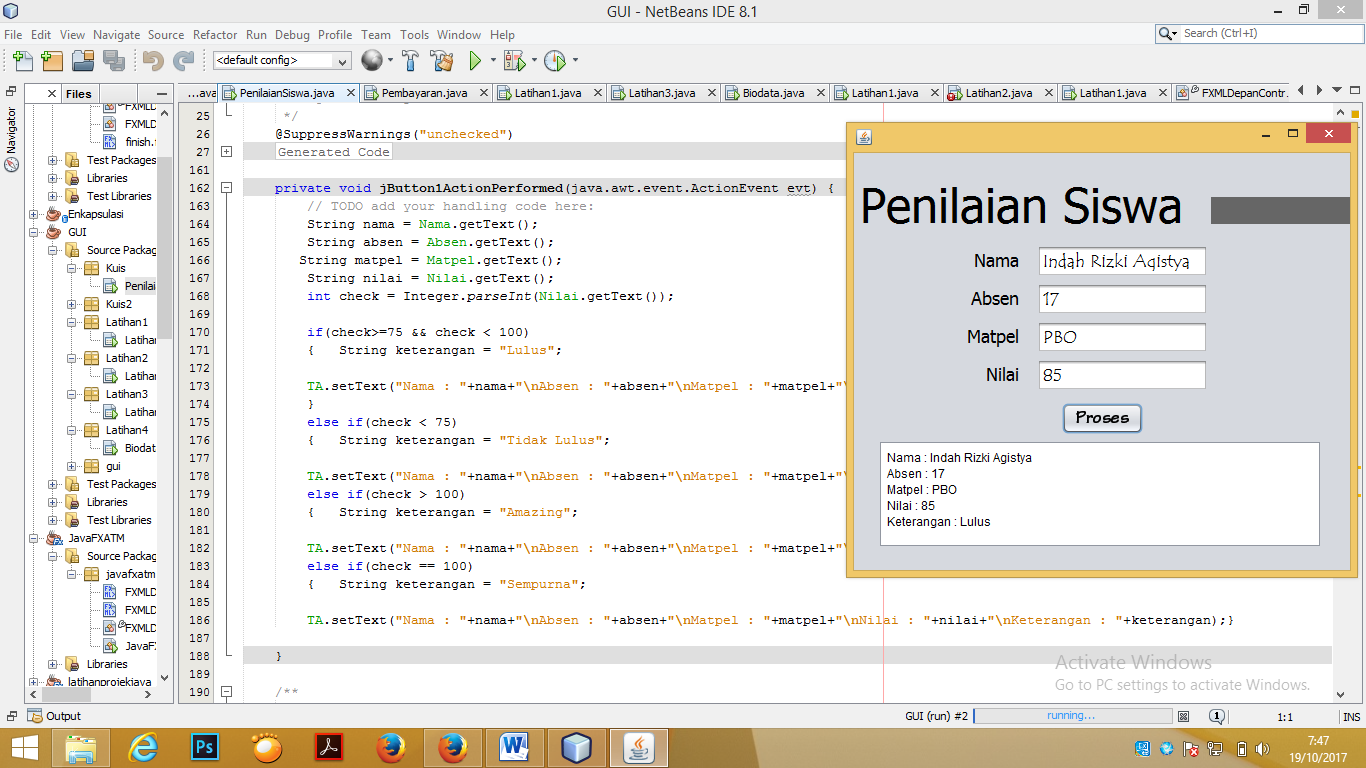 GUI - NetBeans IDE 8.1
File Edit View Navigate Source Refactor Run Debug Profile Team Tools Window Help
Search (Ctrl+I)
<default config>
Files
...ava PenilaianSiswa.java Pembayaran.java Latihan1.java Latihan3.java Biodata.java Latihan1.java Latihan2.java Latihan1.java FXMLDepanContr
Navigator
FXMLD
FXMLD
finish.
Test Packages
Libraries
Test Libraries
Enkapsulasi
GUI
Source Packag
Kuis
Penilai
Kuis2
Latihan1
Latihan
Latihan2
Latihan
Latihan3
Latihan
Latihan4
Biodat
gui
Test Packages
Libraries
Test Libraries
JavaFXATM
Source Packag
javafxatm
FXMLD
FXMLD
FXMLD
JavaFX
Libraries
latihanprojekjava
25 */
26 @SuppressWarnings("unchecked")
27 Generated Code
161
162 private void jButton1ActionPerformed(java.awt.event.ActionEvent evt) {
163 // TODO add your handling code here:
164 String nama = Nama.getText();
165 String absen = Absen.getText();
166 String matpel = Matpel.getText();
167 String nilai = Nilai.getText();
168 int check = Integer.parseInt(Nilai.getText());
169
170 if(check>=75 && check < 100)
171 { String keterangan = "Lulus";
172
173 TA.setText("Nama : "+nama+"\nAbsen : "+absen+"\nMatpel : "+matpel+"\
174 }
175 else if(check < 75)
176 { String keterangan = "Tidak Lulus";
177
178 TA.setText("Nama : "+nama+"\nAbsen : "+absen+"\nMatpel : "+matpel+"\
179 else if(check > 100)
180 { String keterangan = "Amazing";
181
182 TA.setText("Nama : "+nama+"\nAbsen : "+absen+"\nMatpel : "+matpel+"\
183 else if(check == 100)
184 { String keterangan = "Sempurna";
185
186 TA.setText("Nama : "+nama+"\nAbsen : "+absen+"\nMatpel : "+matpel+"\nNilai : "+nilai+"\nKeterangan : "+keterangan);}
187
188 }
189
190 /**
Penilaian Siswa
Nama Indah Rizki Agistya
Absen 17
Matpel PBO
Nilai 85
Proses
Nama : Indah Rizki Agistya
Absen : 17
Matpel : PBO
Nilai : 85
Keterangan : Lulus
Activate Windows
Go to PC settings to activate Windows.
Output
GUI (run) #2 running... 1 1:1 INS
Ps W
7:47
19/10/2017